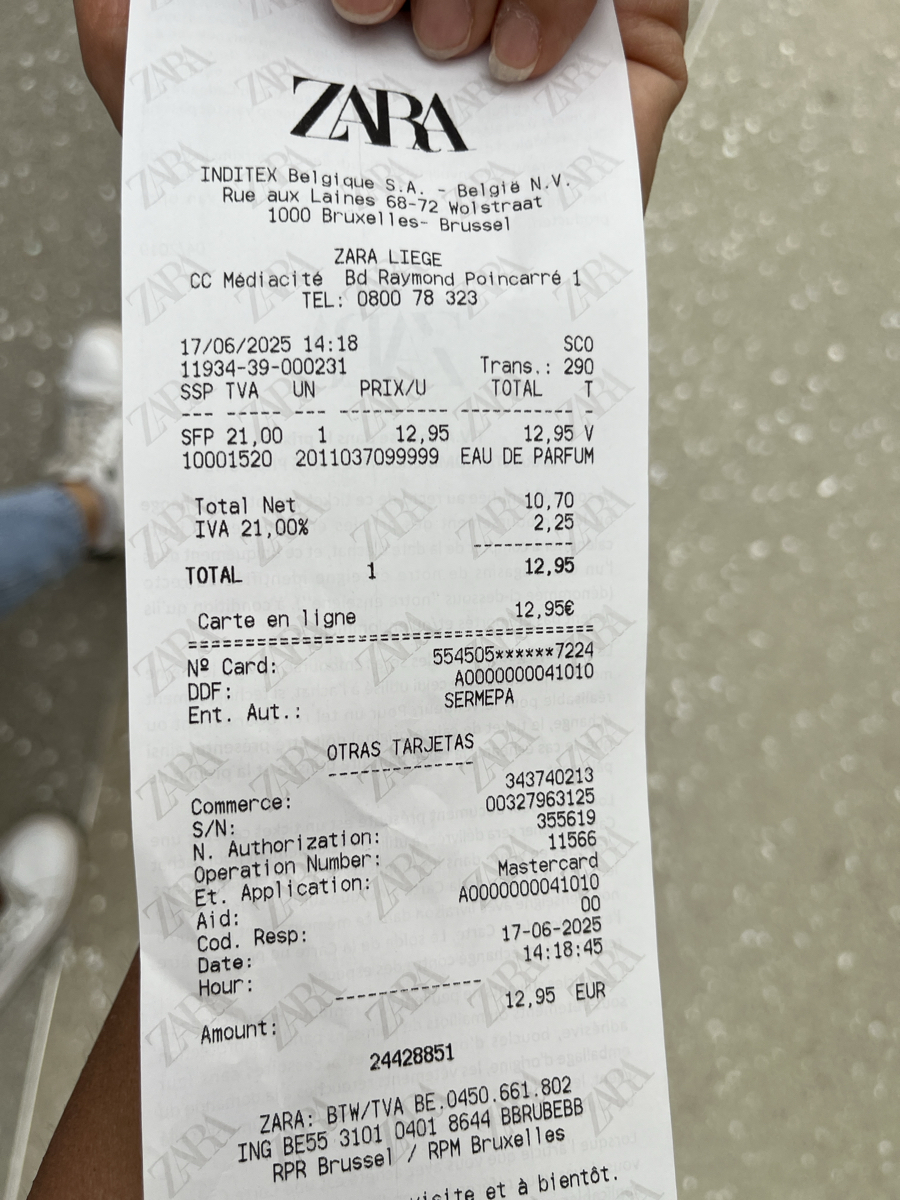 ZARA
INDITEX Belgique S.A. - België N.V.
Rue aux Laines 68-72 Wolstraat
1000 Bruxelles- Brussel
ZARA LIEGE
CC Médiacité Bd Raymond Poincarré 1
TEL: 0800 78 323
17/06/2025 14:18 SCO
11934-39-000231 Trans.: 290
SSP TVA UN PRIX/U TOTAL T
--- ----- --- ---------- ----------- -
SFP 21,00 1 12,95 12,95 V
10001520 2011037099999 EAU DE PARFUM
Total Net 10,70
IVA 21,00% 2,25
----------
TOTAL 1 12,95
Carte en ligne 12,95€
==========================================
Nº Card: 554505******7224
DDF: A0000000041010
Ent. Aut.: SERMEPA
OTRAS TARJETAS
--------------
Commerce: 343740213
S/N: 00327963125
N. Authorization: 355619
Operation Number: 11566
Et. Application: Mastercard
Aid: A0000000041010
Cod. Resp: 00
Date: 17-06-2025
Hour: 14:18:45
--------------
Amount: 12,95 EUR
24428851
ZARA: BTW/TVA BE.0450.661.802
ING BE55 3101 0401 8644 BBRUBEBB
RPR Brussel / RPM Bruxelles
visite et à bientôt.